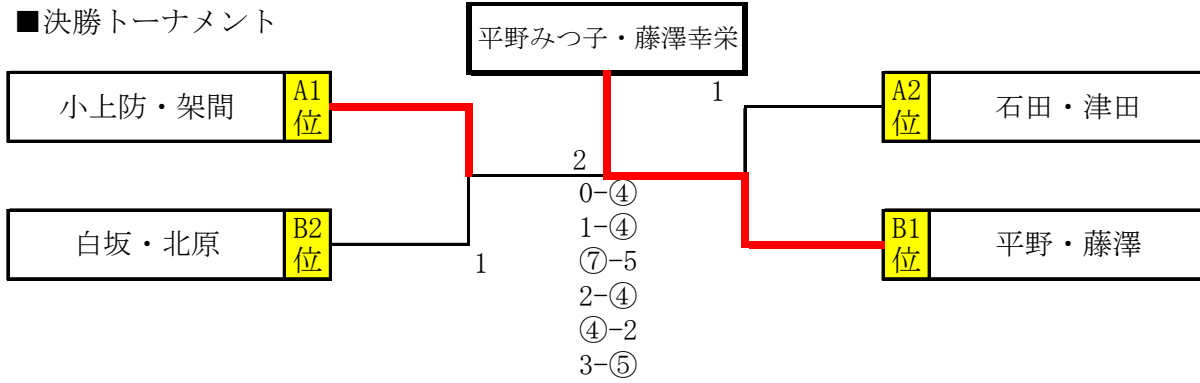 ■決勝トーナメント
平野みつ子・藤澤幸栄
小上防・架間
A1
位
1
A2
位
石田・津田
2
0-④
1-④
⑦-5
2-④
④-2
3-⑤
白坂・北原
B2
位
1
B1
位
平野・藤澤